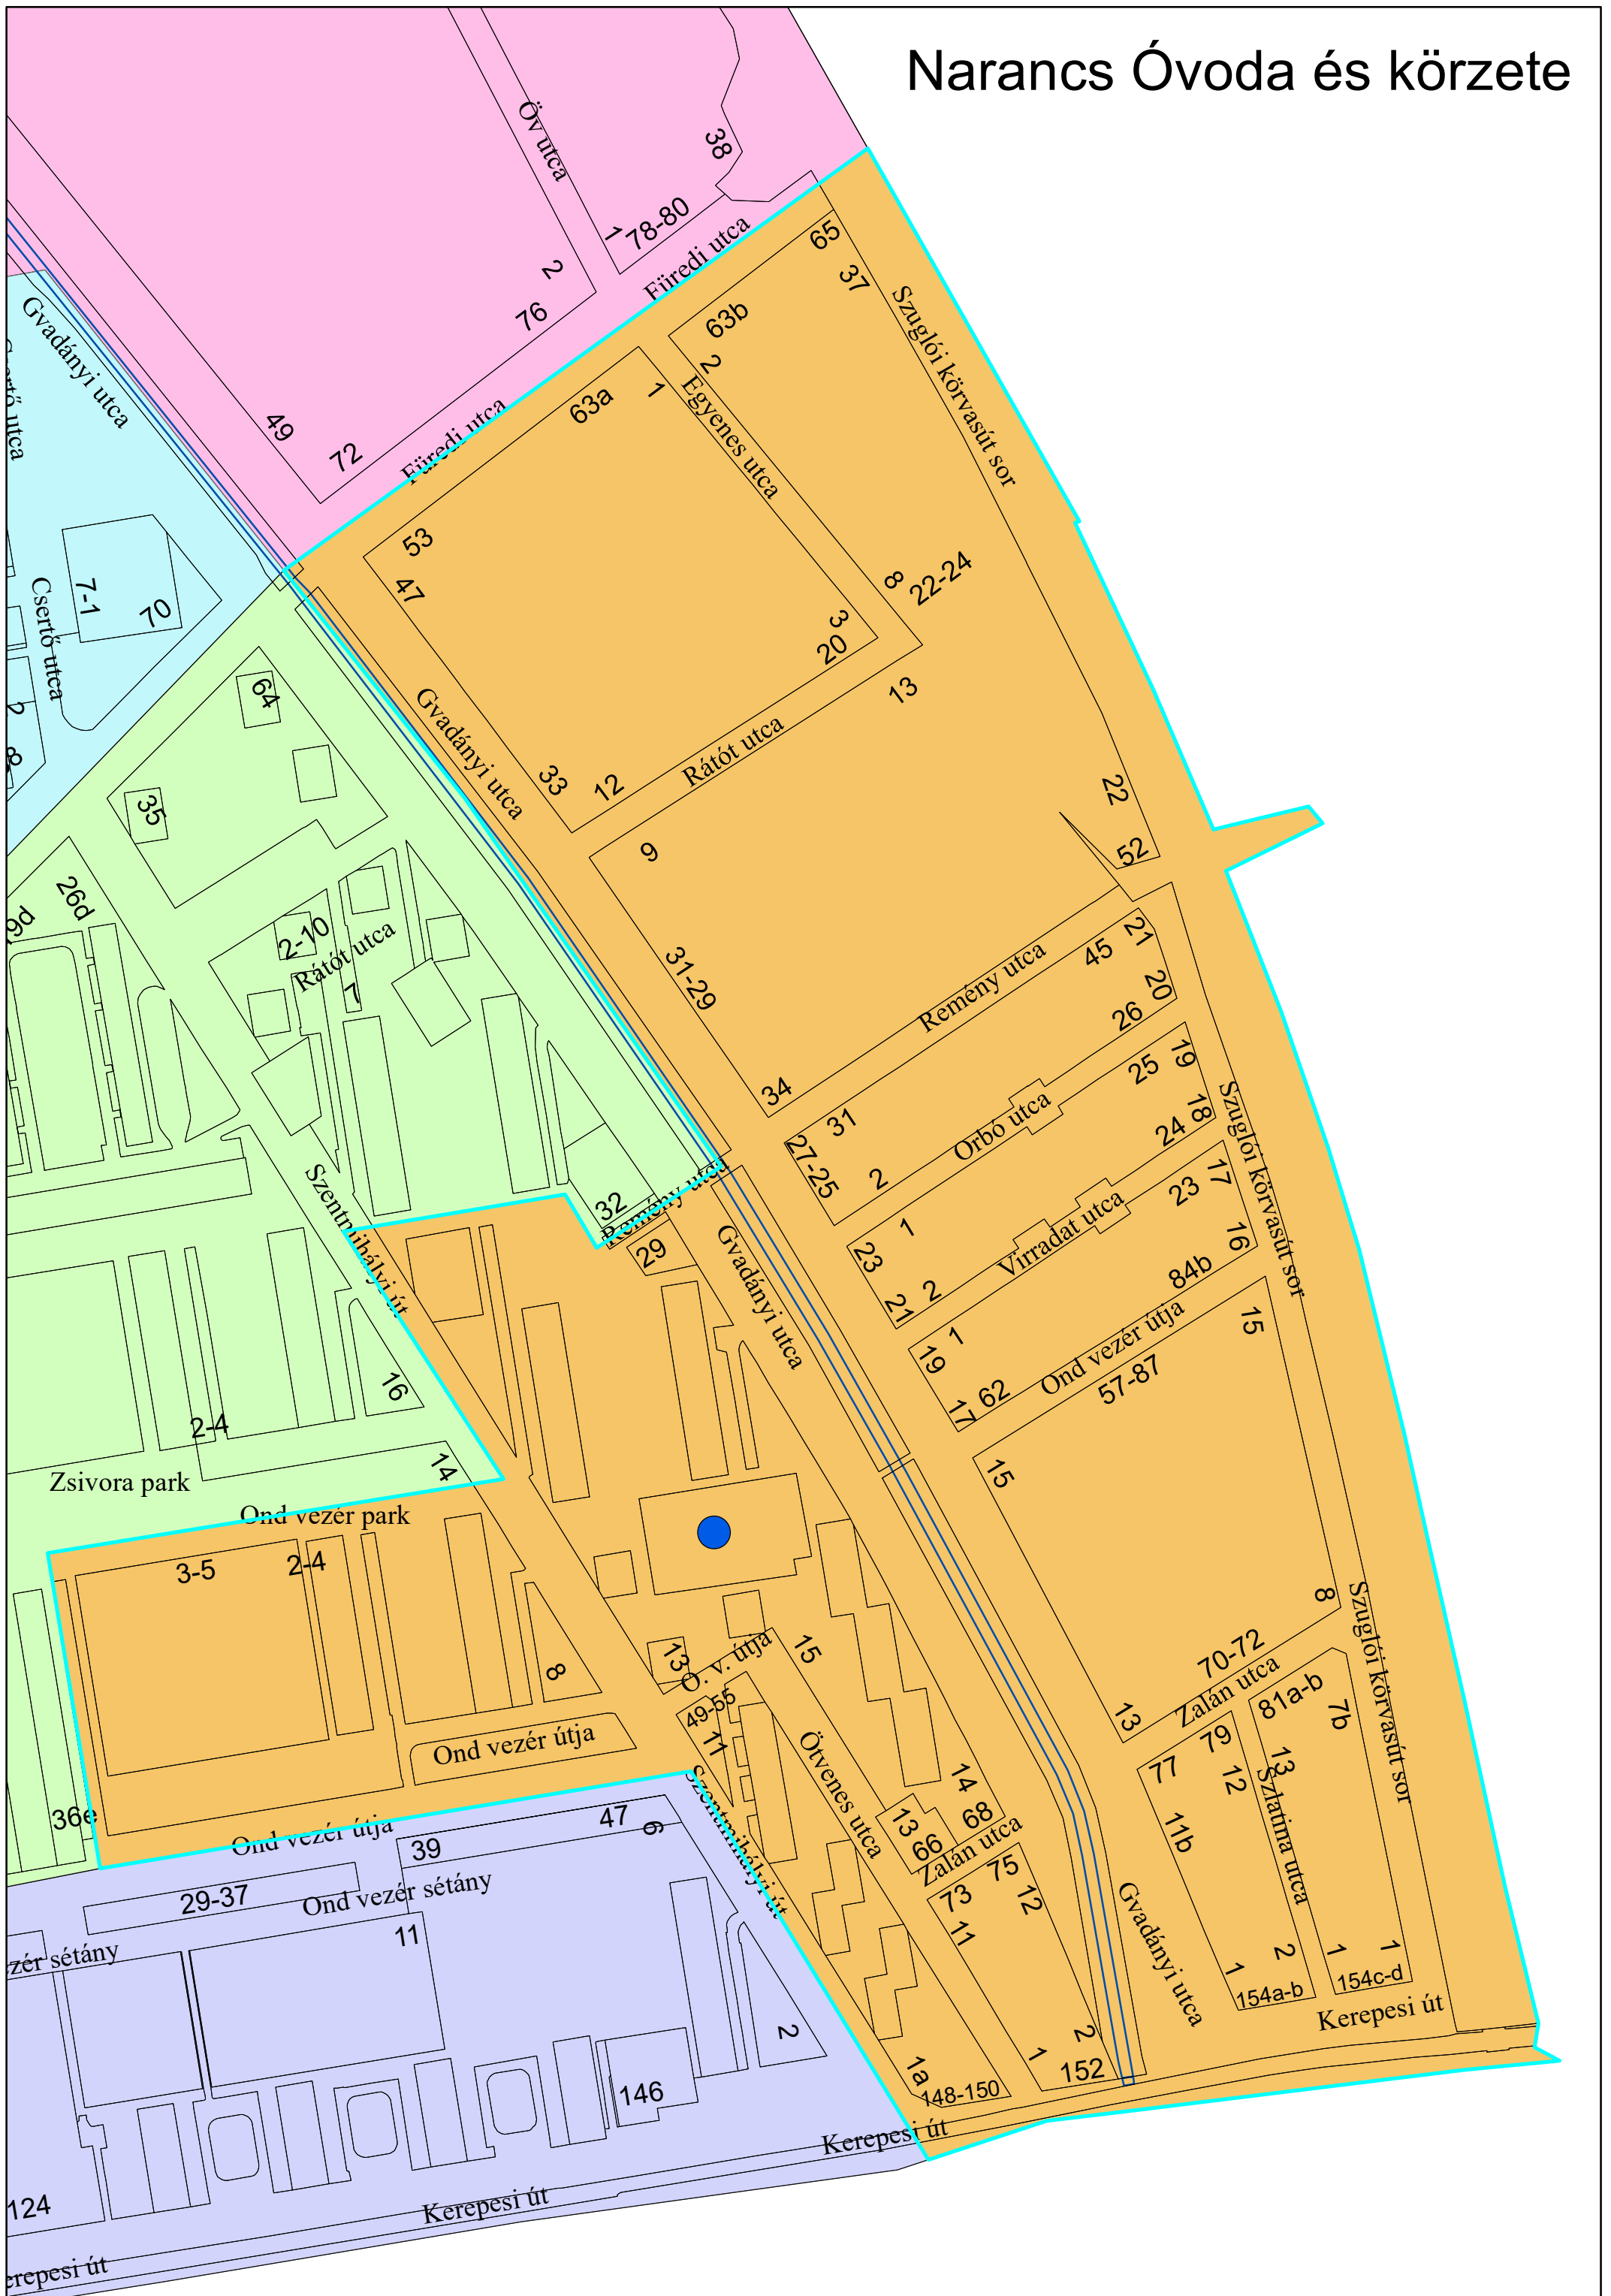 Narancs Óvoda és körzete
Öv utca
38
1
78-80
Füredi utca
2
76
65
37
63b
2
Szuglói körvasút sor
Gvadányi utca
49
72
Füredi utca
63a
1
Egyenes utca
53
47
7-1
70
Csertő utca
8
22-24
3
20
13
64
Gvadányi utca
Rátót utca
33
12
35
22
52
9
26d
19d
2-10
Rátót utca
7
31-29
Remény utca
45
21
20
26
34
31
27-25
Orbó utca
25
19
18
2
24
Szuglói körvasút sor
Szentmihályi út
32
Remény utca
29
Gvadányi utca
1
23
Virradat utca
23
17
16
21
2
84b
1
19
Ond vezér útja
57-87
15
62
17
16
2-4
14
Zsivora park
Ond vezér park
15
3-5
2-4
8
Szuglói körvasút sor
8
13
O. v. útja
15
70-72
Zalán utca
13
81a-b
7b
49-55
11
Ond vezér útja
Ötvenes utca
79
77
12
13
Szlatina utca
14
68
13
66
Zalán utca
11b
36e
Ond vezér útja
47
6
39
Szentmihályi út
29-37
Ond vezér sétány
11
75
73
12
11
Gvadányi utca
zér sétány
1
2
154a-b
1
1
154c-d
Kerepesi út
2
1a
148-150
1
2
152
146
Kerepesi út
124
Kerepesi út
erepesi út